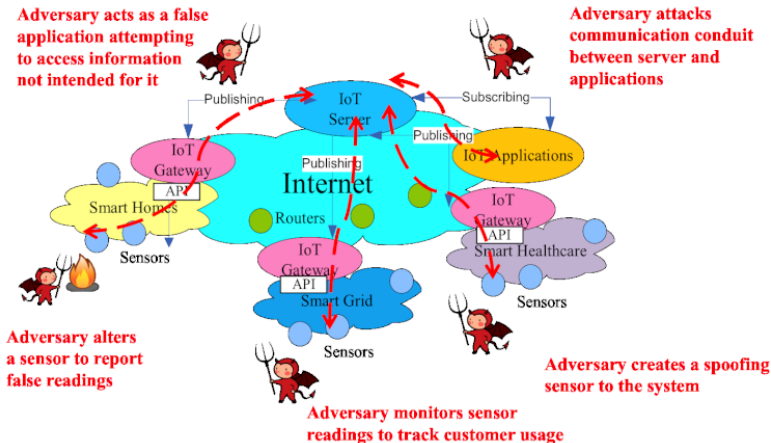 Adversary acts as a false
application attempting
to access information
not intended for it
Adversary attacks
communication conduit
between server and
applications
Publishing
IoT
Server
Subscribing
IoT
Gateway
API
Smart Homes
Sensors
Publishing
Internet
Routers
Publishing
IoT Applications
IoT
Gateway
API
Smart Healthcare
Sensors
IoT
Gateway
API
Smart Grid
Sensors
Adversary alters
a sensor to report
false readings
Adversary monitors sensor
readings to track customer usage
Adversary creates a spoofing
sensor to the system